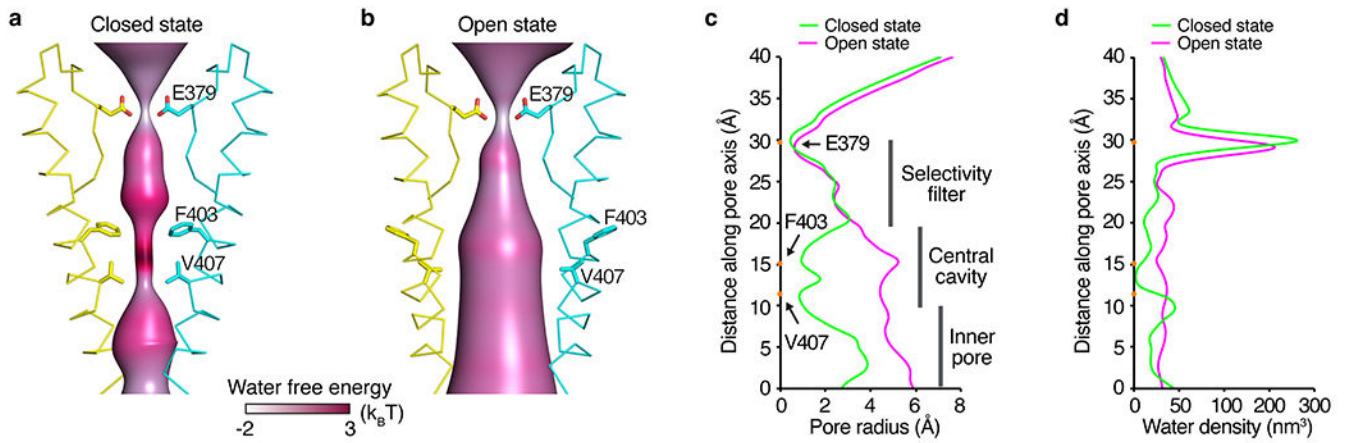 a
Closed state
E379
F403
V407
Water free energy
-2
3
(kBT)
b
Open state
E379
F403
V407
c
Closed state
Open state
Distance along pore axis (Å)
40
35
30
25
20
15
10
5
0
E379
F403
V407
Selectivity
filter
Central
cavity
Inner
pore
0
2
4
6
8
Pore radius (Å)
d
Closed state
Open state
Distance along pore axis (Å)
40
35
30
25
20
15
10
5
0
0
50
100
200
300
Water density (nm³)